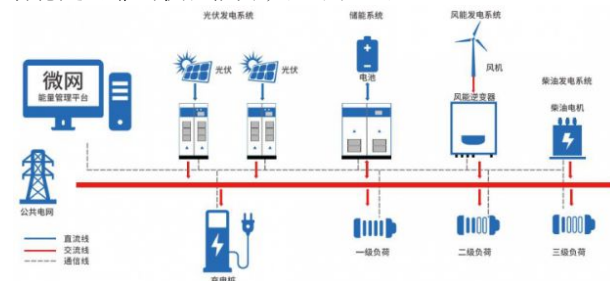 光伏发电系统
储能系统
风能发电系统
光伏
光伏
电池
风机
柴油发电系统
微网
能量管理平台
风能逆变器
柴油电机
公共电网
直流线
交流线
通信线
一级负荷
二级负荷
三级负荷
充电桩